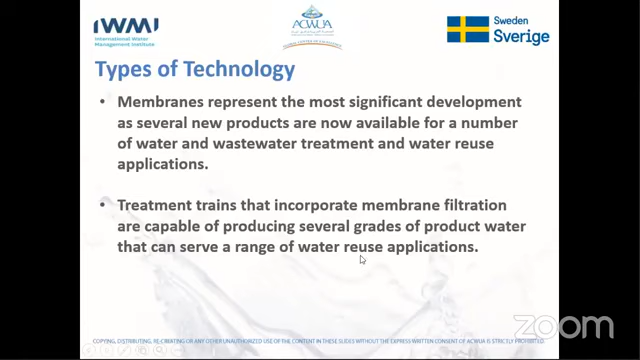 IWMI
International Water
Management Institute
ACWUA
Sweden
Sverige
Types of Technology
• Membranes represent the most significant development
as several new products are now available for a number
of water and wastewater treatment and water reuse
applications.
• Treatment trains that incorporate membrane filtration
are capable of producing several grades of product water
that can serve a range of water reuse applications.
zoom
COPYING, DISTRIBUTING, RE-CREATING OR ANY OTHER UNAUTHORIZED USE OF THE CONTENT IN THESE SLIDES WITHOUT THE EXPRESS WRITTEN CONSENT OF ACWUA IS STRICTLY PROHIBITED